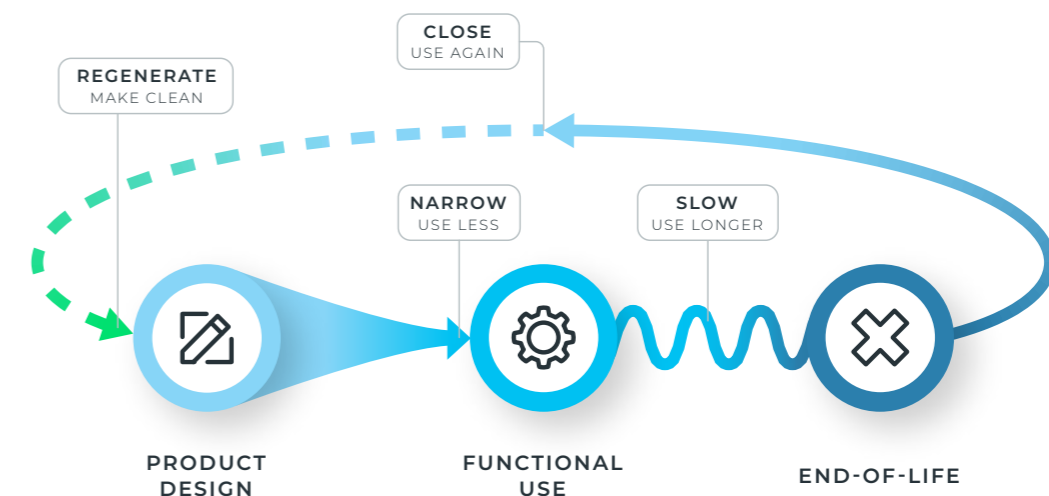 CLOSE
USE AGAIN
REGENERATE
MAKE CLEAN
NARROW
USE LESS
SLOW
USE LONGER
PRODUCT
DESIGN
FUNCTIONAL
USE
END-OF-LIFE